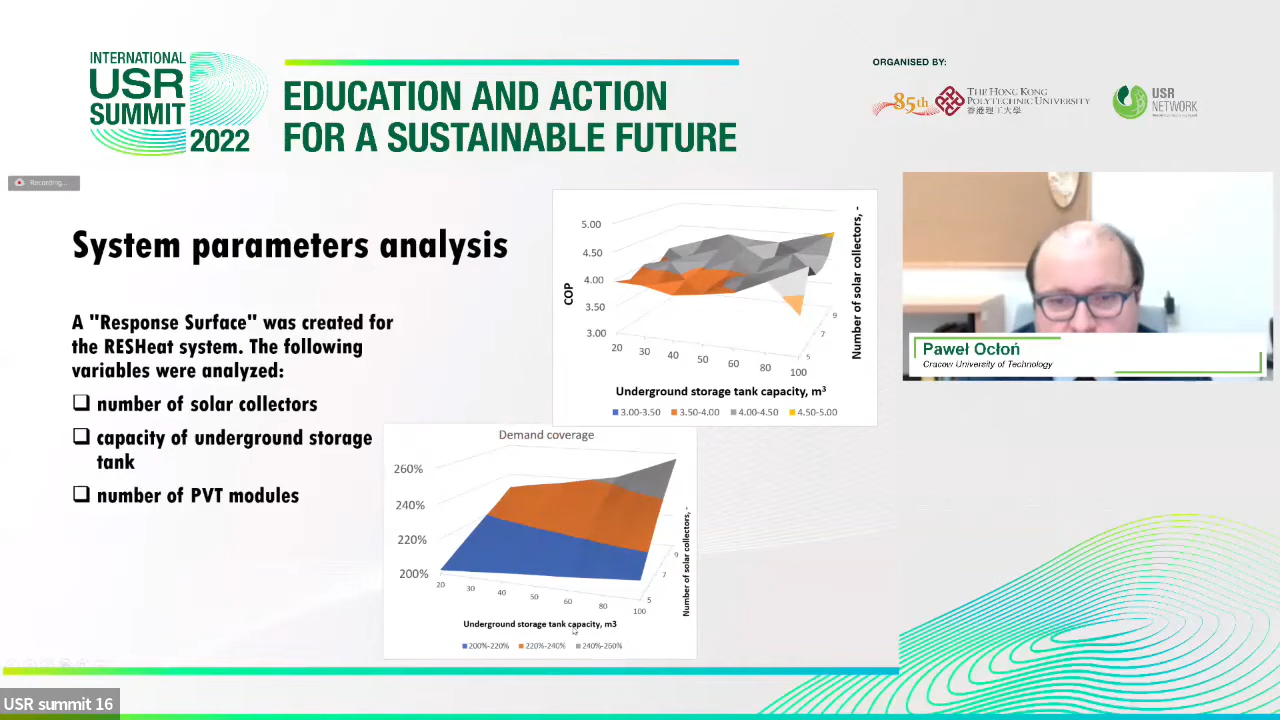 INTERNATIONAL
USR
SUMMIT
2022
EDUCATION AND ACTION
FOR A SUSTAINABLE FUTURE
ORGANISED BY:
85th
THE HONG KONG
POLYTECHNIC UNIVERSITY
香港理工大學
USR
NETWORK
Recording...
System parameters analysis
A "Response Surface" was created for
the RESHeat system. The following
variables were analyzed:
number of solar collectors
capacity of underground storage
tank
number of PVT modules
5.00
4.50
4.00
3.50
3.00
COP
20 30 40 50 60 80 100
5 7 9
Number of solar collectors, -
Underground storage tank capacity, m³
3.00-3.50 3.50-4.00 4.00-4.50 4.50-5.00
Demand coverage
260%
240%
220%
200%
20 30 40 50 60 80 100
5 7 9
Number of solar collectors, -
Underground storage tank capacity, m3
200%-220% 220%-240% 240%-260%
Paweł Ocłoń
Cracow University of Technology
USR summit 16